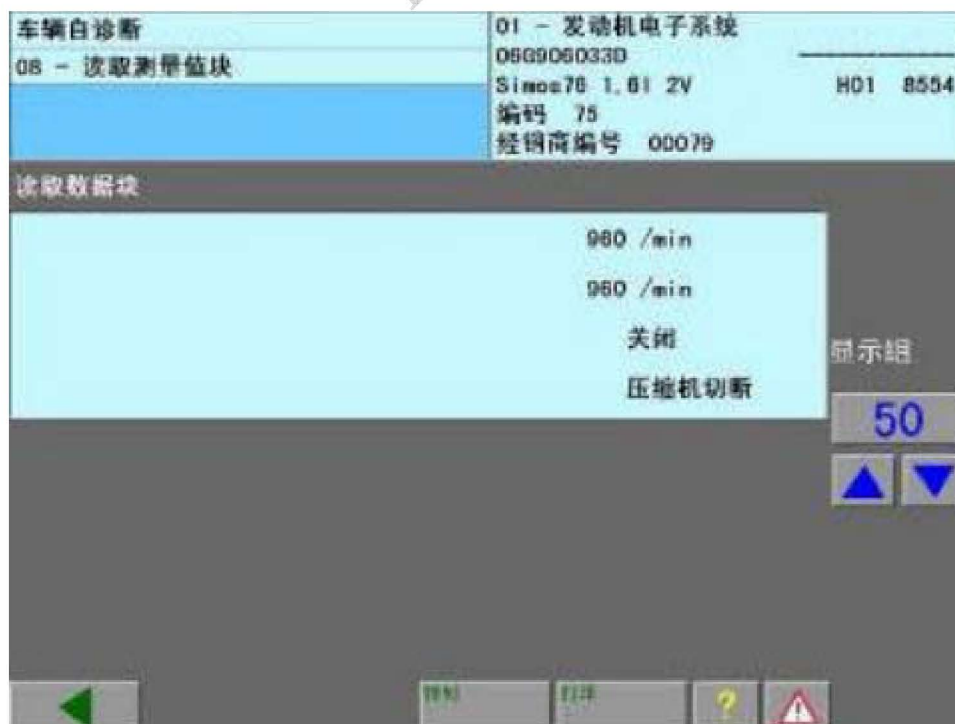 车辆自诊断
08 - 读取测量值块
01 - 发动机电子系统
06G906033D
Simos76 1.6l 2V H01 8554
编码 75
经销商编号 00079
读取数据块
960 /min
960 /min
关闭
压缩机切断
显示组
50
打印
?